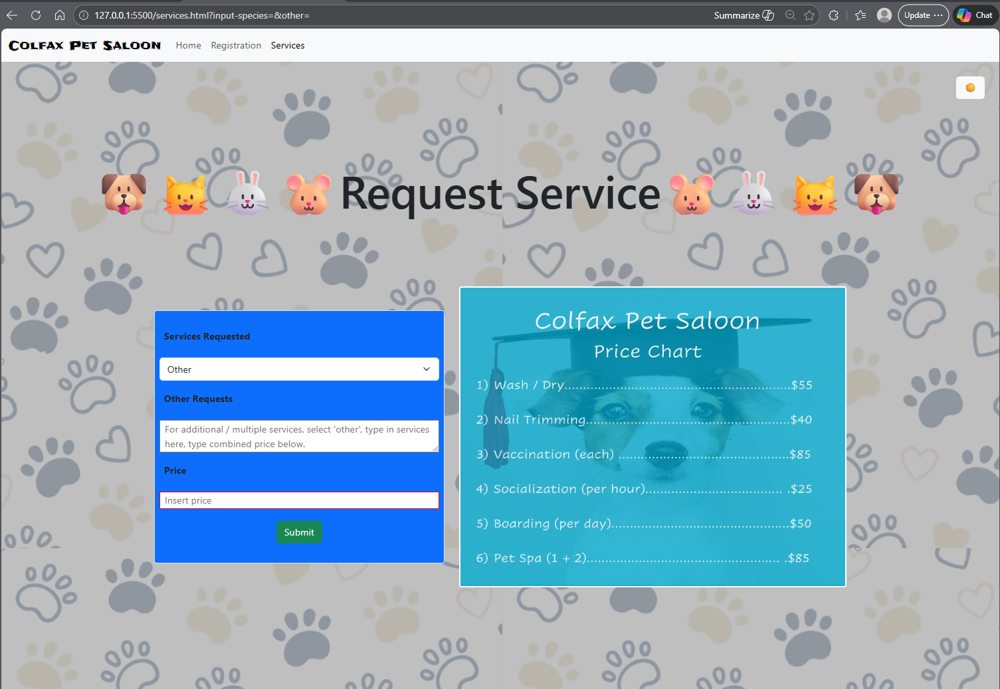 127.0.0.1:5500/services.html?input-species=&other=
Summarize
Update
Chat
Colfax Pet Saloon
Home
Registration
Services
Request Service
Services Requested
Other
Other Requests
For additional / multiple services, select 'other', type in services
here, type combined price below.
Price
Insert price
Submit
Colfax Pet Saloon
Price Chart
1) Wash / Dry..........................................................$55
2) Nail Trimming....................................................$40
3) Vaccination (each) ...........................................$85
4) Socialization (per hour)................................... .$25
5) Boarding (per day).............................................$50
6) Pet Spa (1 + 2)................................................. .$85